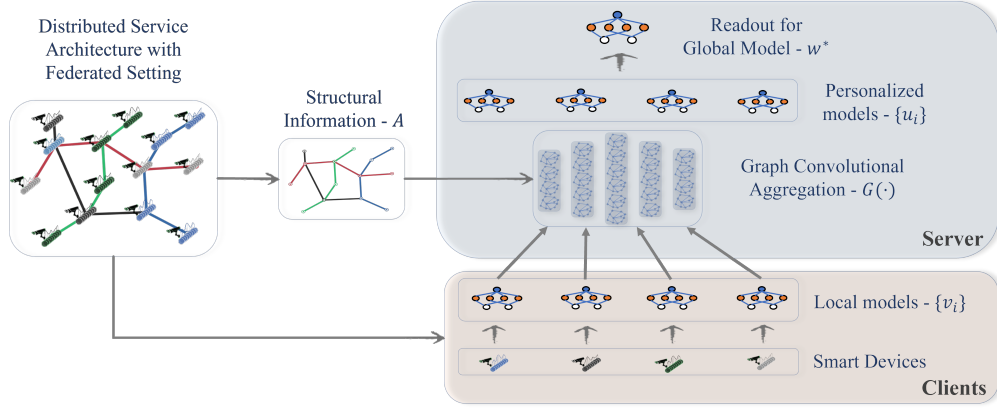 Distributed Service
Architecture with
Federated Setting
Structural
Information - A
Readout for
Global Model - w*
Personalized
models - {u_i}
Graph Convolutional
Aggregation - G(·)
Server
Local models - {v_i}
Smart Devices
Clients